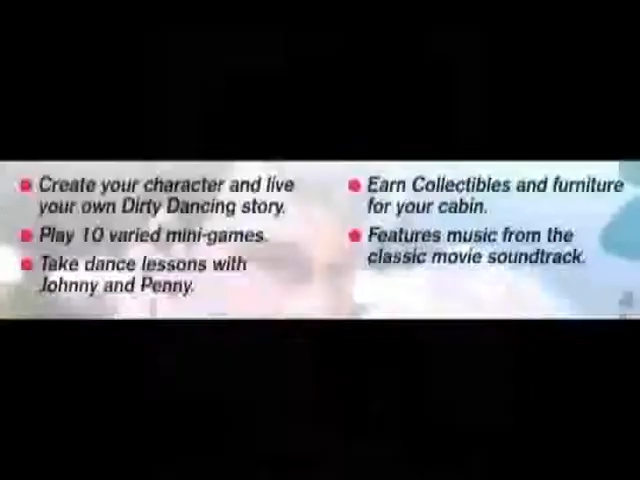 Create your character and live
your own Dirty Dancing story.
Play 10 varied mini-games.
Take dance lessons with
Johnny and Penny.
Earn Collectibles and furniture
for your cabin.
Features music from the
classic movie soundtrack.